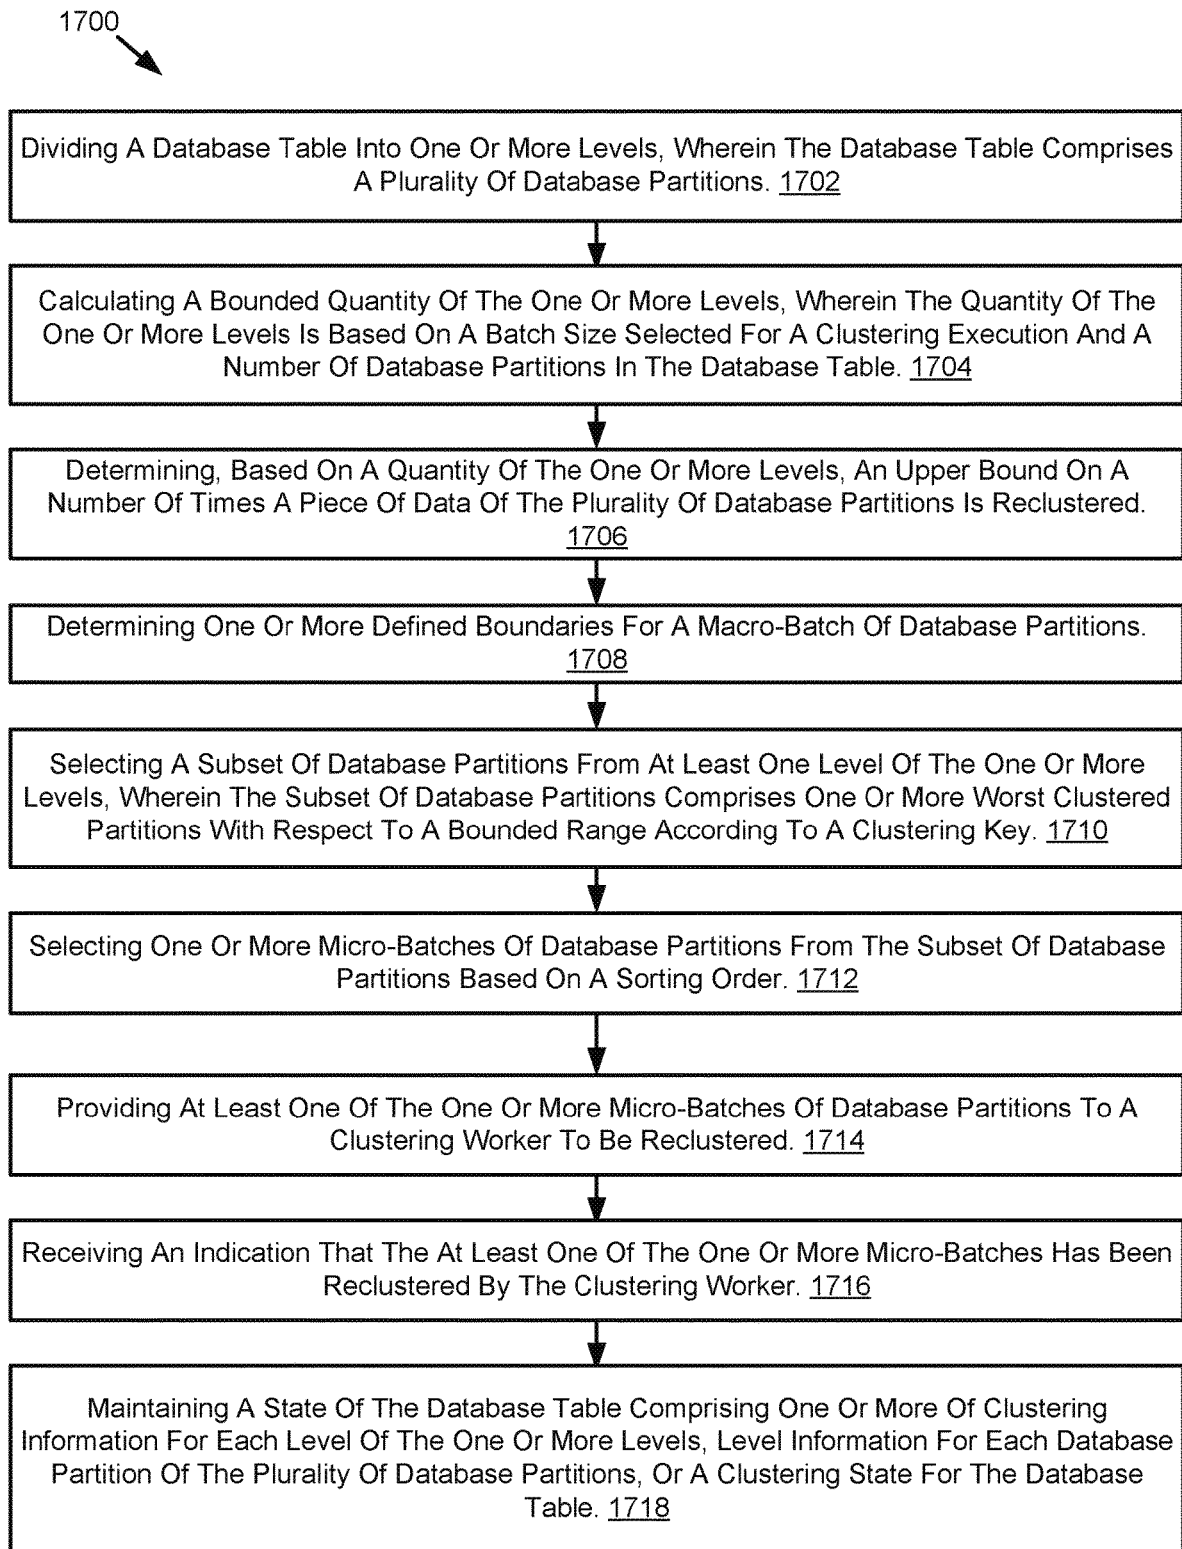 1700
Dividing A Database Table Into One Or More Levels, Wherein The Database Table Comprises
A Plurality Of Database Partitions. 1702
Calculating A Bounded Quantity Of The One Or More Levels, Wherein The Quantity Of The
One Or More Levels Is Based On A Batch Size Selected For A Clustering Execution And A
Number Of Database Partitions In The Database Table. 1704
Determining, Based On A Quantity Of The One Or More Levels, An Upper Bound On A
Number Of Times A Piece Of Data Of The Plurality Of Database Partitions Is Reclustered.
1706
Determining One Or More Defined Boundaries For A Macro-Batch Of Database Partitions.
1708
Selecting A Subset Of Database Partitions From At Least One Level Of The One Or More
Levels, Wherein The Subset Of Database Partitions Comprises One Or More Worst Clustered
Partitions With Respect To A Bounded Range According To A Clustering Key. 1710
Selecting One Or More Micro-Batches Of Database Partitions From The Subset Of Database
Partitions Based On A Sorting Order. 1712
Providing At Least One Of The One Or More Micro-Batches Of Database Partitions To A
Clustering Worker To Be Reclustered. 1714
Receiving An Indication That The At Least One Of The One Or More Micro-Batches Has Been
Reclustered By The Clustering Worker. 1716
Maintaining A State Of The Database Table Comprising One Or More Of Clustering
Information For Each Level Of The One Or More Levels, Level Information For Each Database
Partition Of The Plurality Of Database Partitions, Or A Clustering State For The Database
Table. 1718